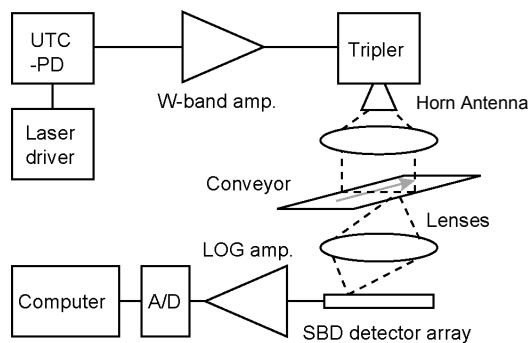 UTC
-PD
Tripler
W-band amp.
Horn Antenna
Laser
driver
Conveyor
Lenses
LOG amp.
Computer
A/D
SBD detector array